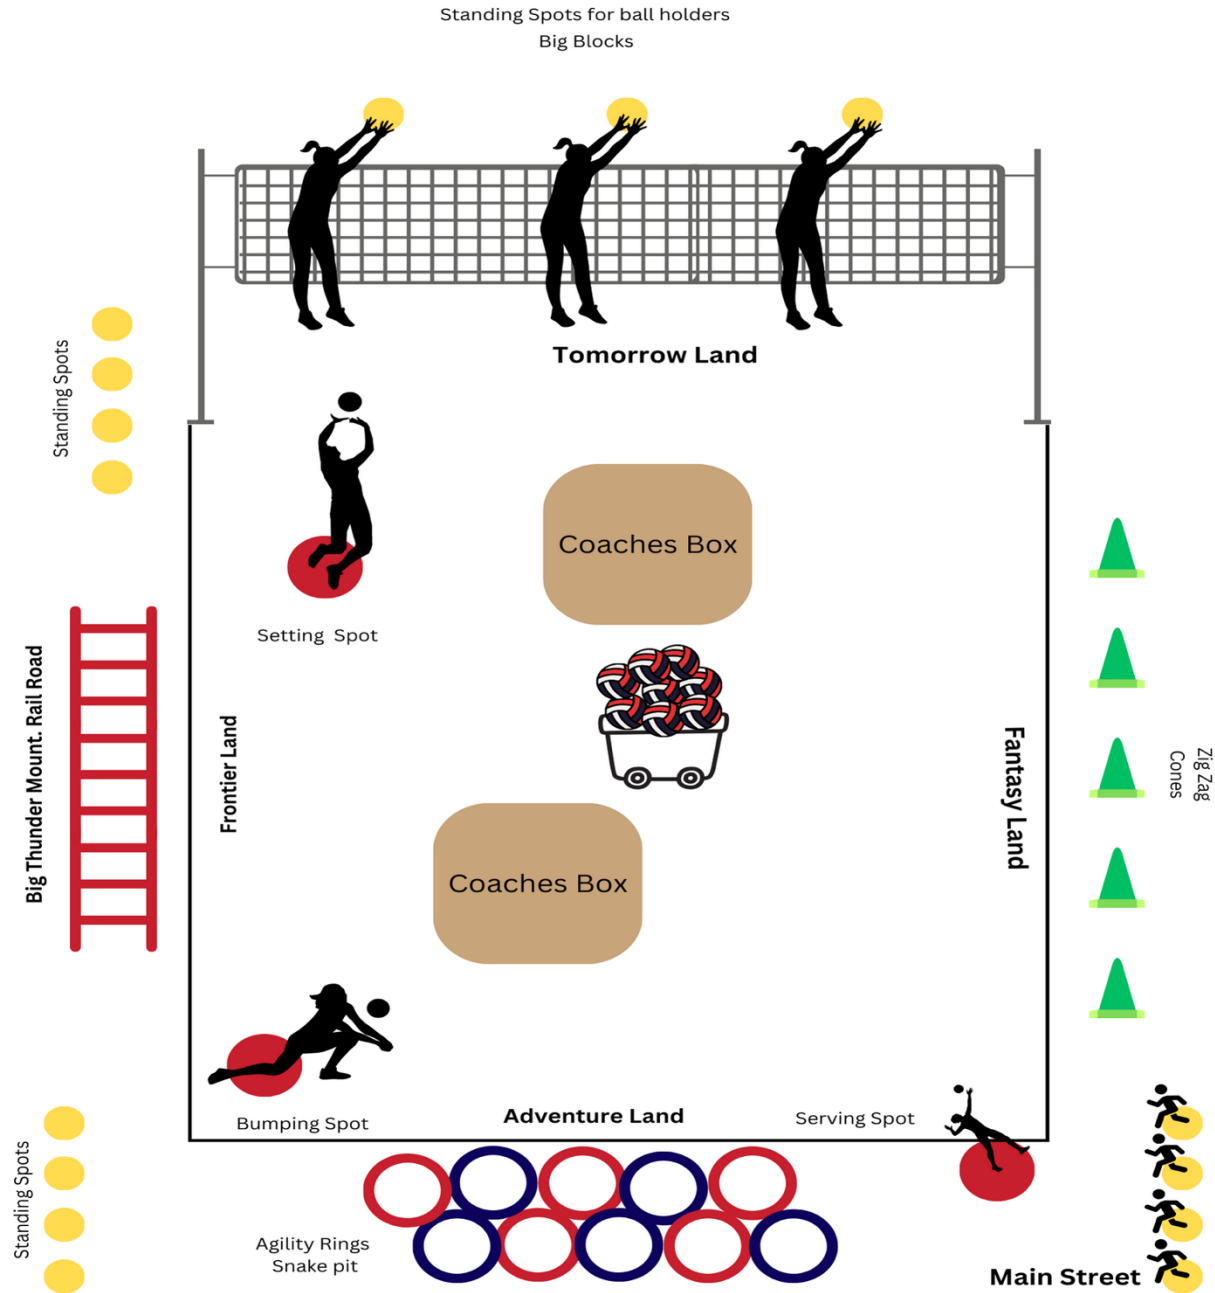 Standing Spots for ball holders
Big Blocks
Tomorrow Land
Standing Spots
Coaches Box
Setting Spot
Big Thunder Mount. Rail Road
Frontier Land
Fantasy Land
Zig Zag
Cones
Coaches Box
Bumping Spot
Adventure Land
Serving Spot
Standing Spots
Agility Rings
Snake pit
Main Street